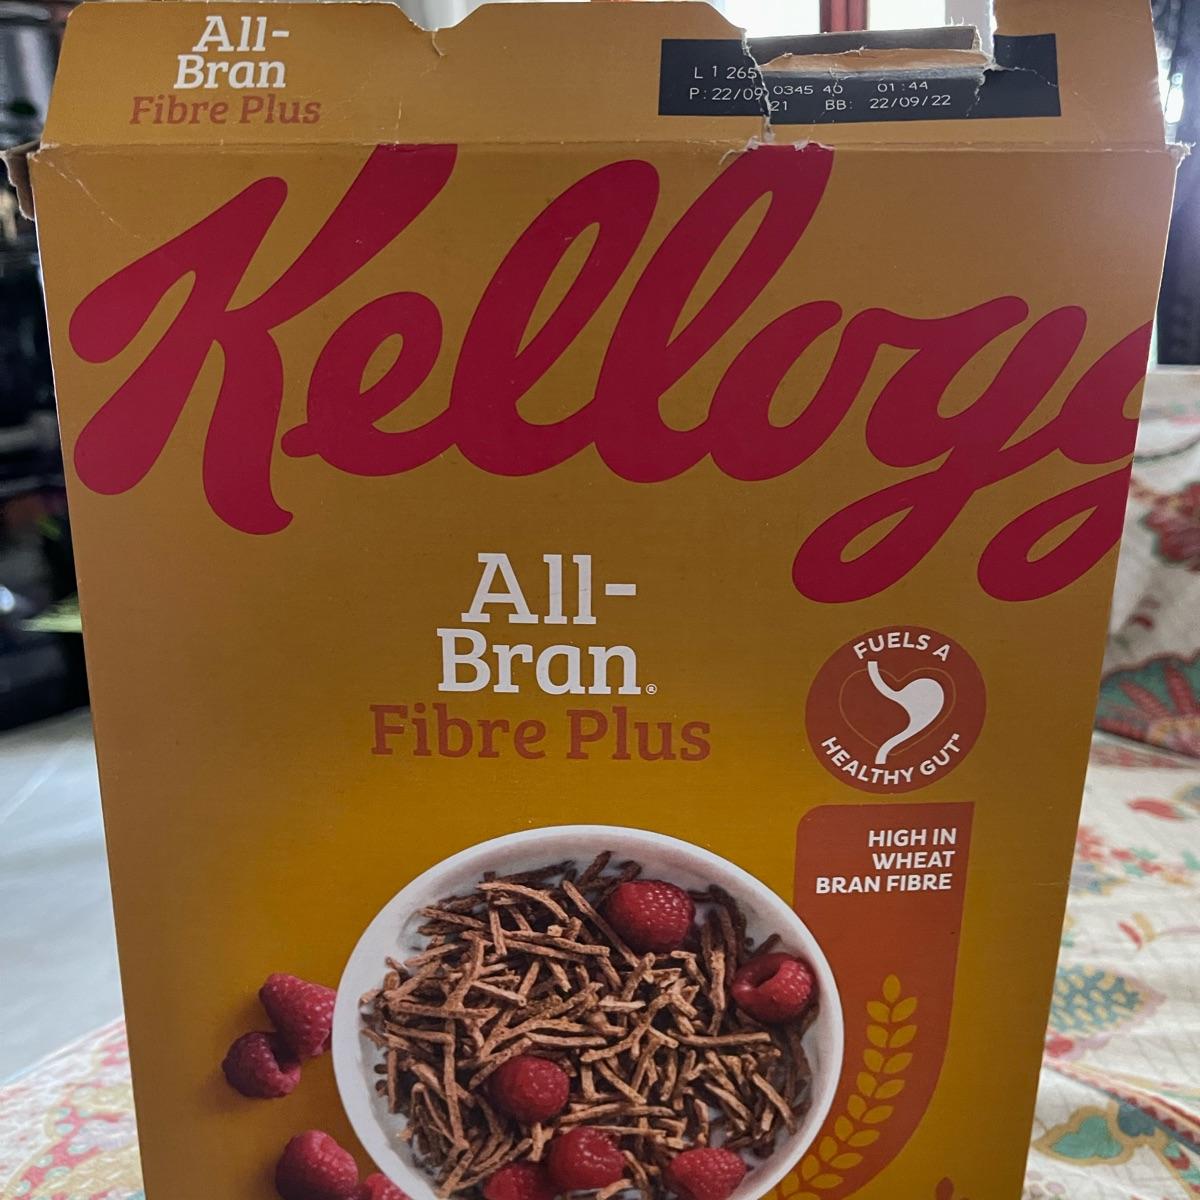 All-
Bran
Fibre Plus
L 1 265 0345 40 01:44
P: 22/09 21 BB: 22/09/22
Kellogg
All-
Bran®
Fibre Plus
FUELS A
HEALTHY GUT*
HIGH IN
WHEAT
BRAN FIBRE